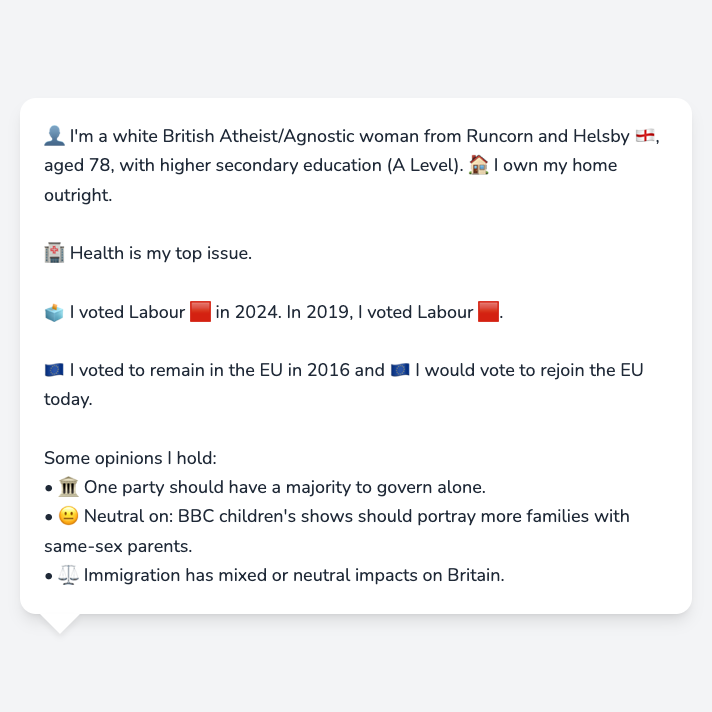 👤 I'm a white British Atheist/Agnostic woman from Runcorn and Helsby 🏴󠁧󠁢󠁥󠁮󠁧󠁿,
aged 78, with higher secondary education (A Level). 🏠 I own my home
outright.
🏥 Health is my top issue.
🗳️ I voted Labour 🟥 in 2024. In 2019, I voted Labour 🟥.
🇪🇺 I voted to remain in the EU in 2016 and 🇪🇺 I would vote to rejoin the EU
today.
Some opinions I hold:
• 🏛️ One party should have a majority to govern alone.
• 😐 Neutral on: BBC children's shows should portray more families with
same-sex parents.
• ⚖️ Immigration has mixed or neutral impacts on Britain.